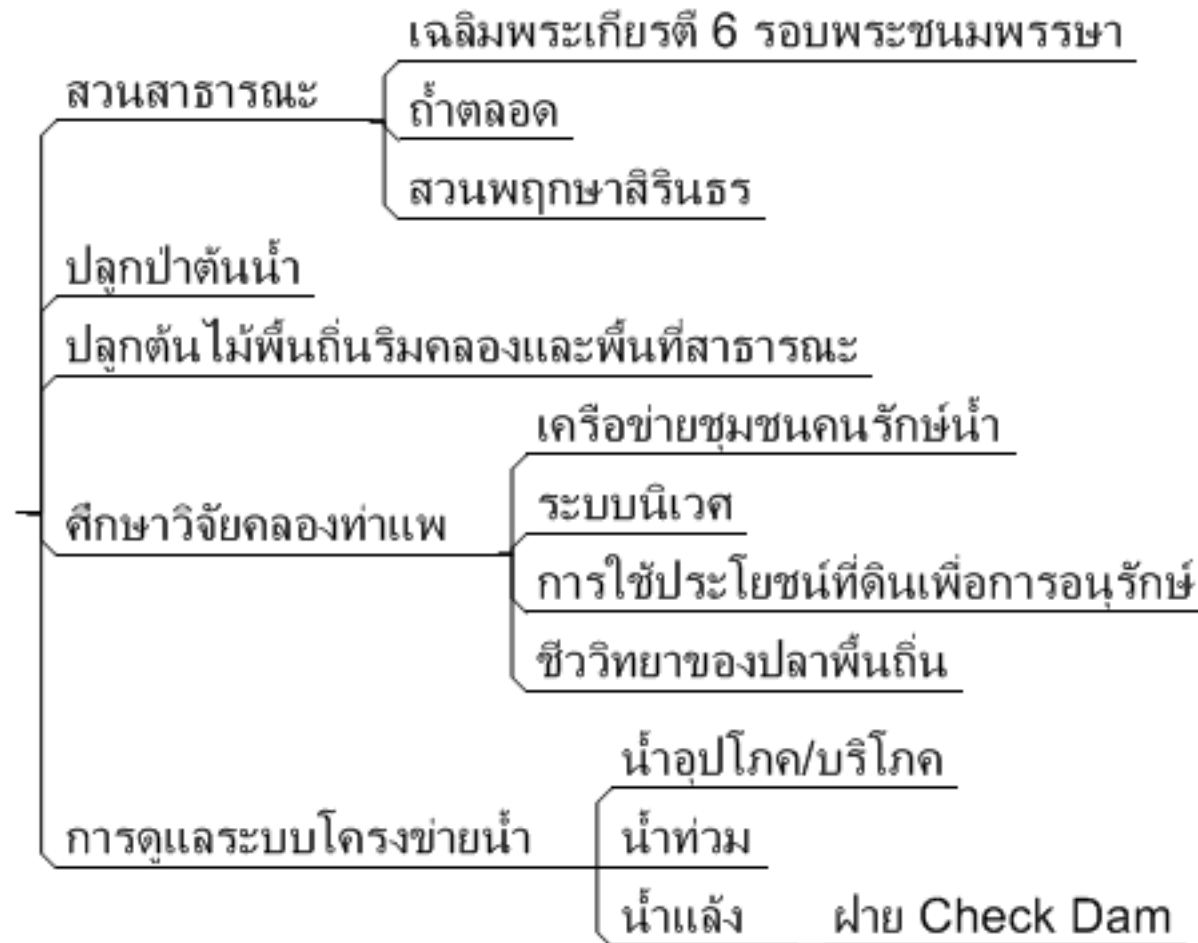 สวนสาธารณะ
เฉลิมพระเกียรติ 6 รอบพระชนมพรรษา
ถ้ำตลอด
สวนพฤกษาสิรินธร
ปลูกป่าต้นน้ำ
ปลูกต้นไม้พื้นถิ่นริมคลองและพื้นที่สาธารณะ
ศึกษาวิจัยคลองท่าแพ
เครือข่ายชุมชนคนรักษ์น้ำ
ระบบนิเวศ
การใช้ประโยชน์ที่ดินเพื่อการอนุรักษ์
ชีววิทยาของปลาพื้นถิ่น
การดูแลระบบโครงข่ายน้ำ
น้ำอุปโภค/บริโภค
น้ำท่วม
น้ำแล้ง ฝาย Check Dam